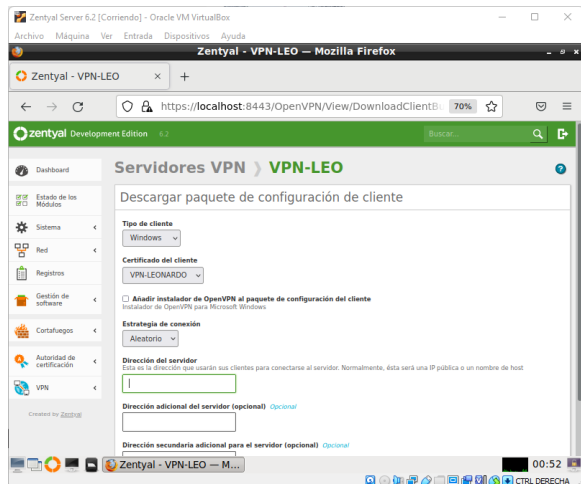 Zentyal Server 6.2 [Corriendo] - Oracle VM VirtualBox
Archivo Máquina Ver Entrada Dispositivos Ayuda
Zentyal - VPN-LEO — Mozilla Firefox
Zentyal - VPN-LEO × +
https://localhost:8443/OpenVPN/View/DownloadClientBu 70%
zentyal Development Edition 6.2 Buscar...
Servidores VPN VPN-LEO
Dashboard
Estado de los
Módulos
Sistema
Red
Registros
Gestión de
software
Cortafuegos
Autoridad de
certificación
VPN
Created by Zentyal
Descargar paquete de configuración de cliente
Tipo de cliente
Windows
Certificado del cliente
VPN-LEONARDO
Añadir instalador de OpenVPN al paquete de configuración del cliente
Instalador de OpenVPN para Microsoft Windows
Estrategia de conexión
Aleatorio
Dirección del servidor
Esta es la dirección que usarán sus clientes para conectarse al servidor. Normalmente, ésta será una IP pública o un nombre de host
Dirección adicional del servidor (opcional) Opcional
Dirección secundaria adicional para el servidor (opcional) Opcional
Zentyal - VPN-LEO — M...
00:52
CTRL DERECHA